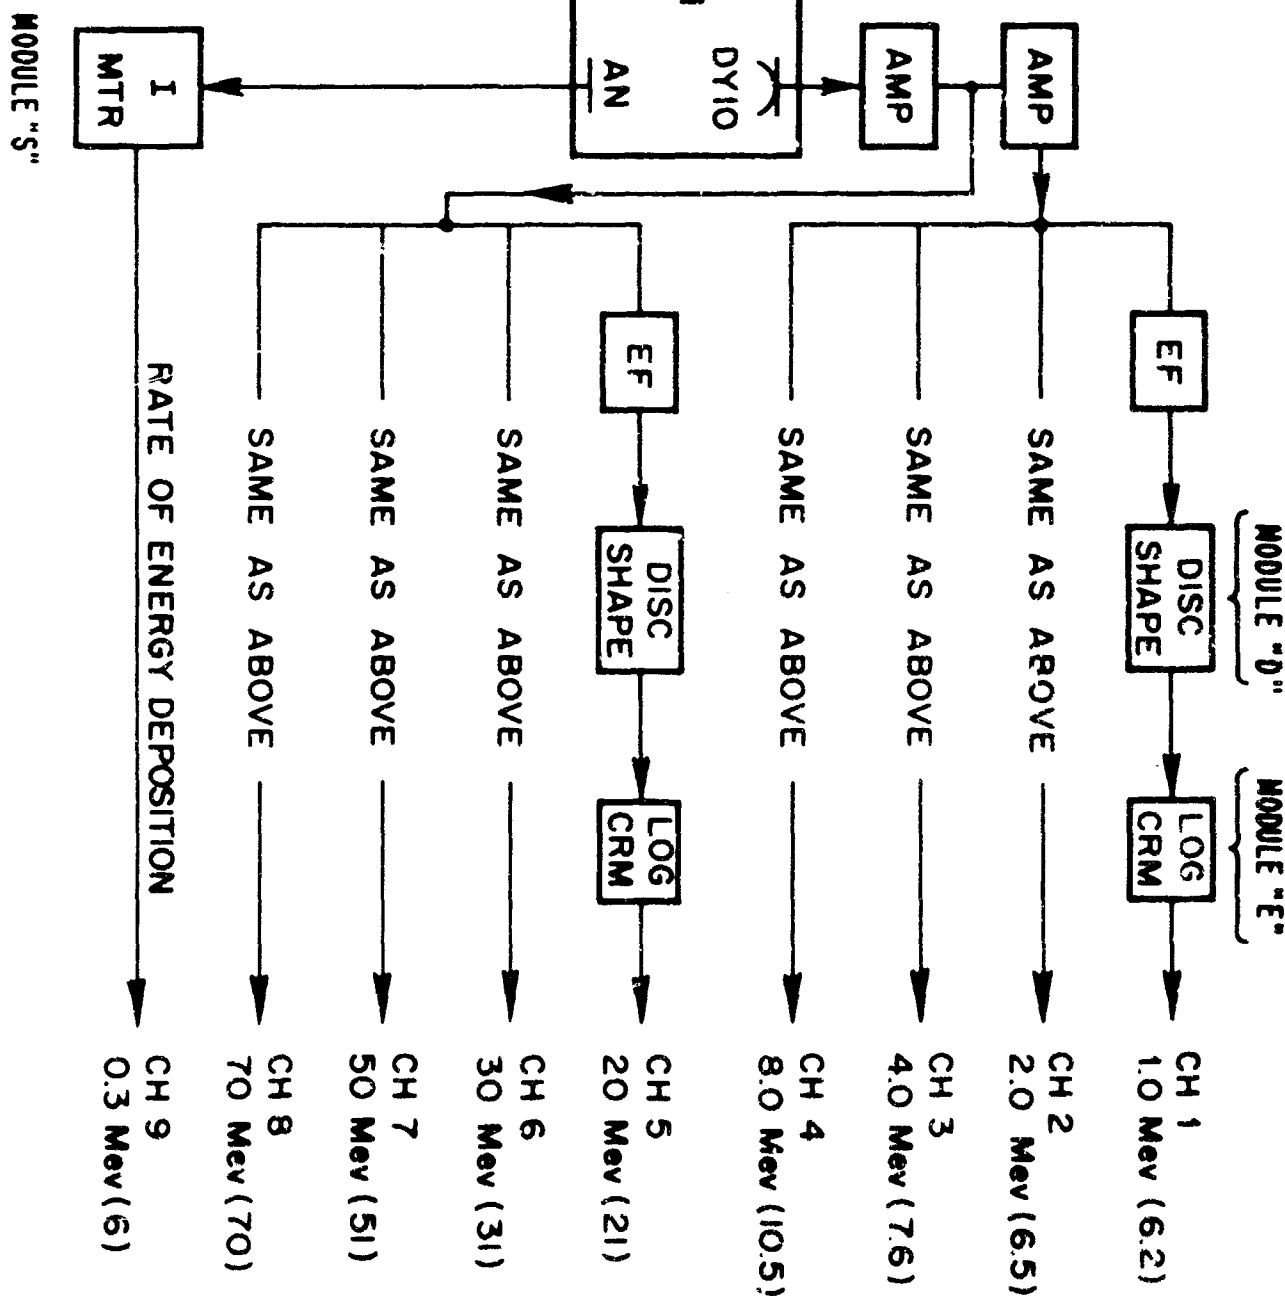 MODULE "D"
MODULE "E"
AMP
AMP
EF
DISC
SHAPE
LOG
CRM
CH 1
1.0 Mev (6.2)
SAME AS ABOVE
CH 2
2.0 Mev (6.5)
SAME AS ABOVE
CH 3
4.0 Mev (7.6)
SAME AS ABOVE
CH 4
8.0 Mev (10.5)
DY10
AN
EF
DISC
SHAPE
LOG
CRM
CH 5
20 Mev (21)
SAME AS ABOVE
CH 6
30 Mev (31)
SAME AS ABOVE
CH 7
50 Mev (51)
SAME AS ABOVE
CH 8
70 Mev (70)
I
MTR
RATE OF ENERGY DEPOSITION
CH 9
0.3 Mev (6)
MODULE "S"